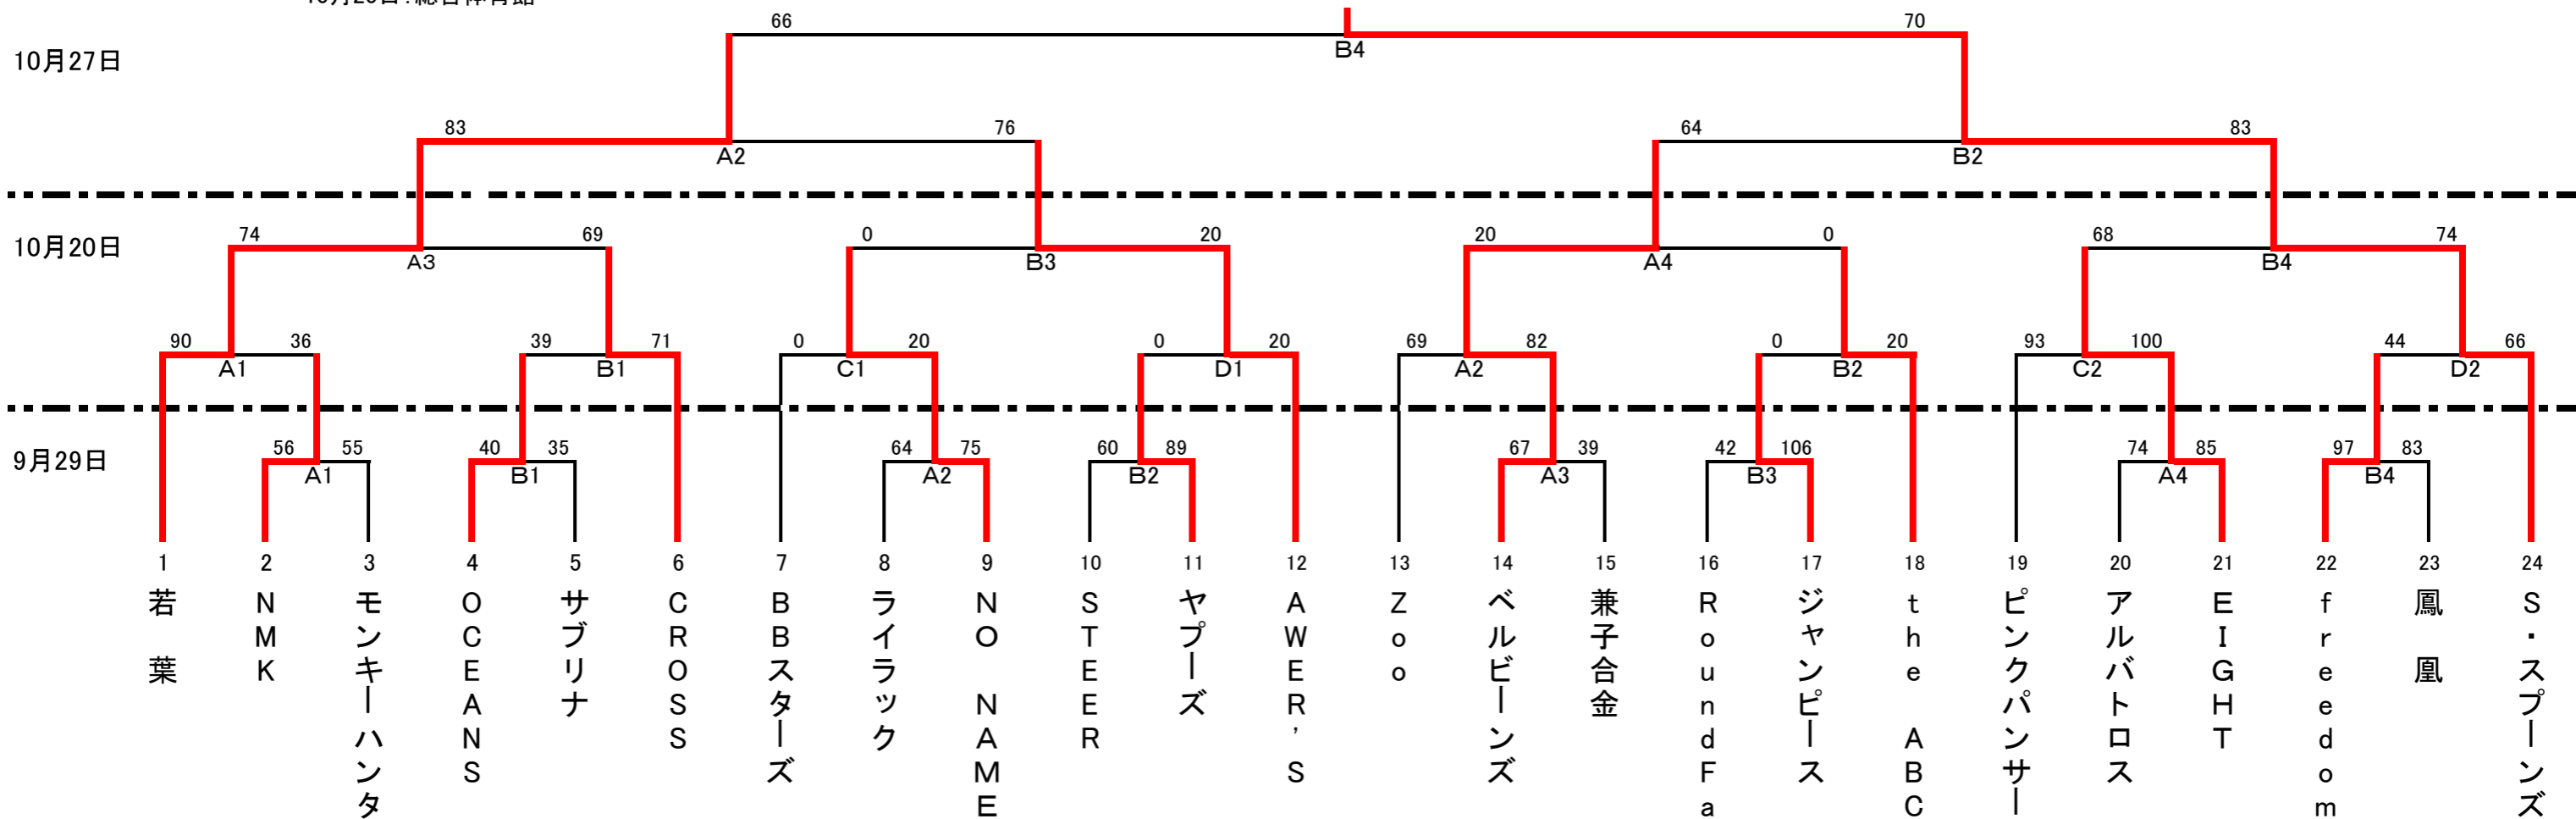 66 70
10月27日
B4
83 76 64 83
A2 B2
10月20日
74 69 0 20 20 0 68 74
A3 B3 A4 B4
90 36 39 71 0 20 0 20 69 82 0 20 93 100 44 66
A1 B1 C1 D1 A2 B2 C2 D2
9月29日
56 55 40 35 64 75 60 89 67 39 42 106 74 85 97 83
A1 B1 A2 B2 A3 B3 A4 B4
1 2 3 4 5 6 7 8 9 10 11 12 13 14 15 16 17 18 19 20 21 22 23 24
若 葉
NMK
モンキーハンタ
OCEANS
サブリナ
CROSS
BBスターズ
ライラック
NO NAME
STEER
ヤプーズ
AWER'S
Zoo
ベルビーンズ
兼子合金
RoundFa
ジャンピース
the ABC
ピンクパンサー
アルバトロス
EIGHT
freedom
鳳 凰
S・スプーンズ